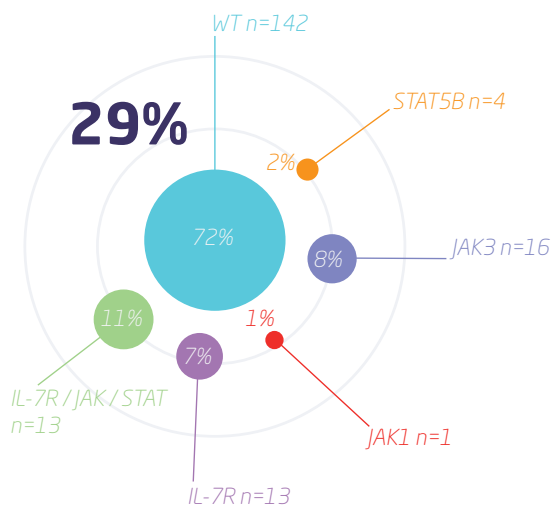 WT n=142
29%
STAT5B n=4
2%
72%
JAK3 n=16
8%
11%
1%
7%
IL-7R / JAK / STAT
n=13
JAK1 n=1
IL-7R n=13